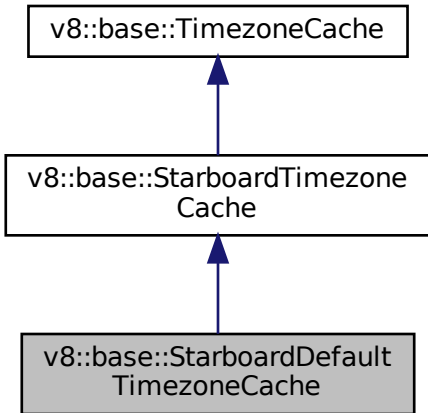 v8::base::TimezoneCache
v8::base::StarboardTimezone
Cache
v8::base::StarboardDefault
TimezoneCache